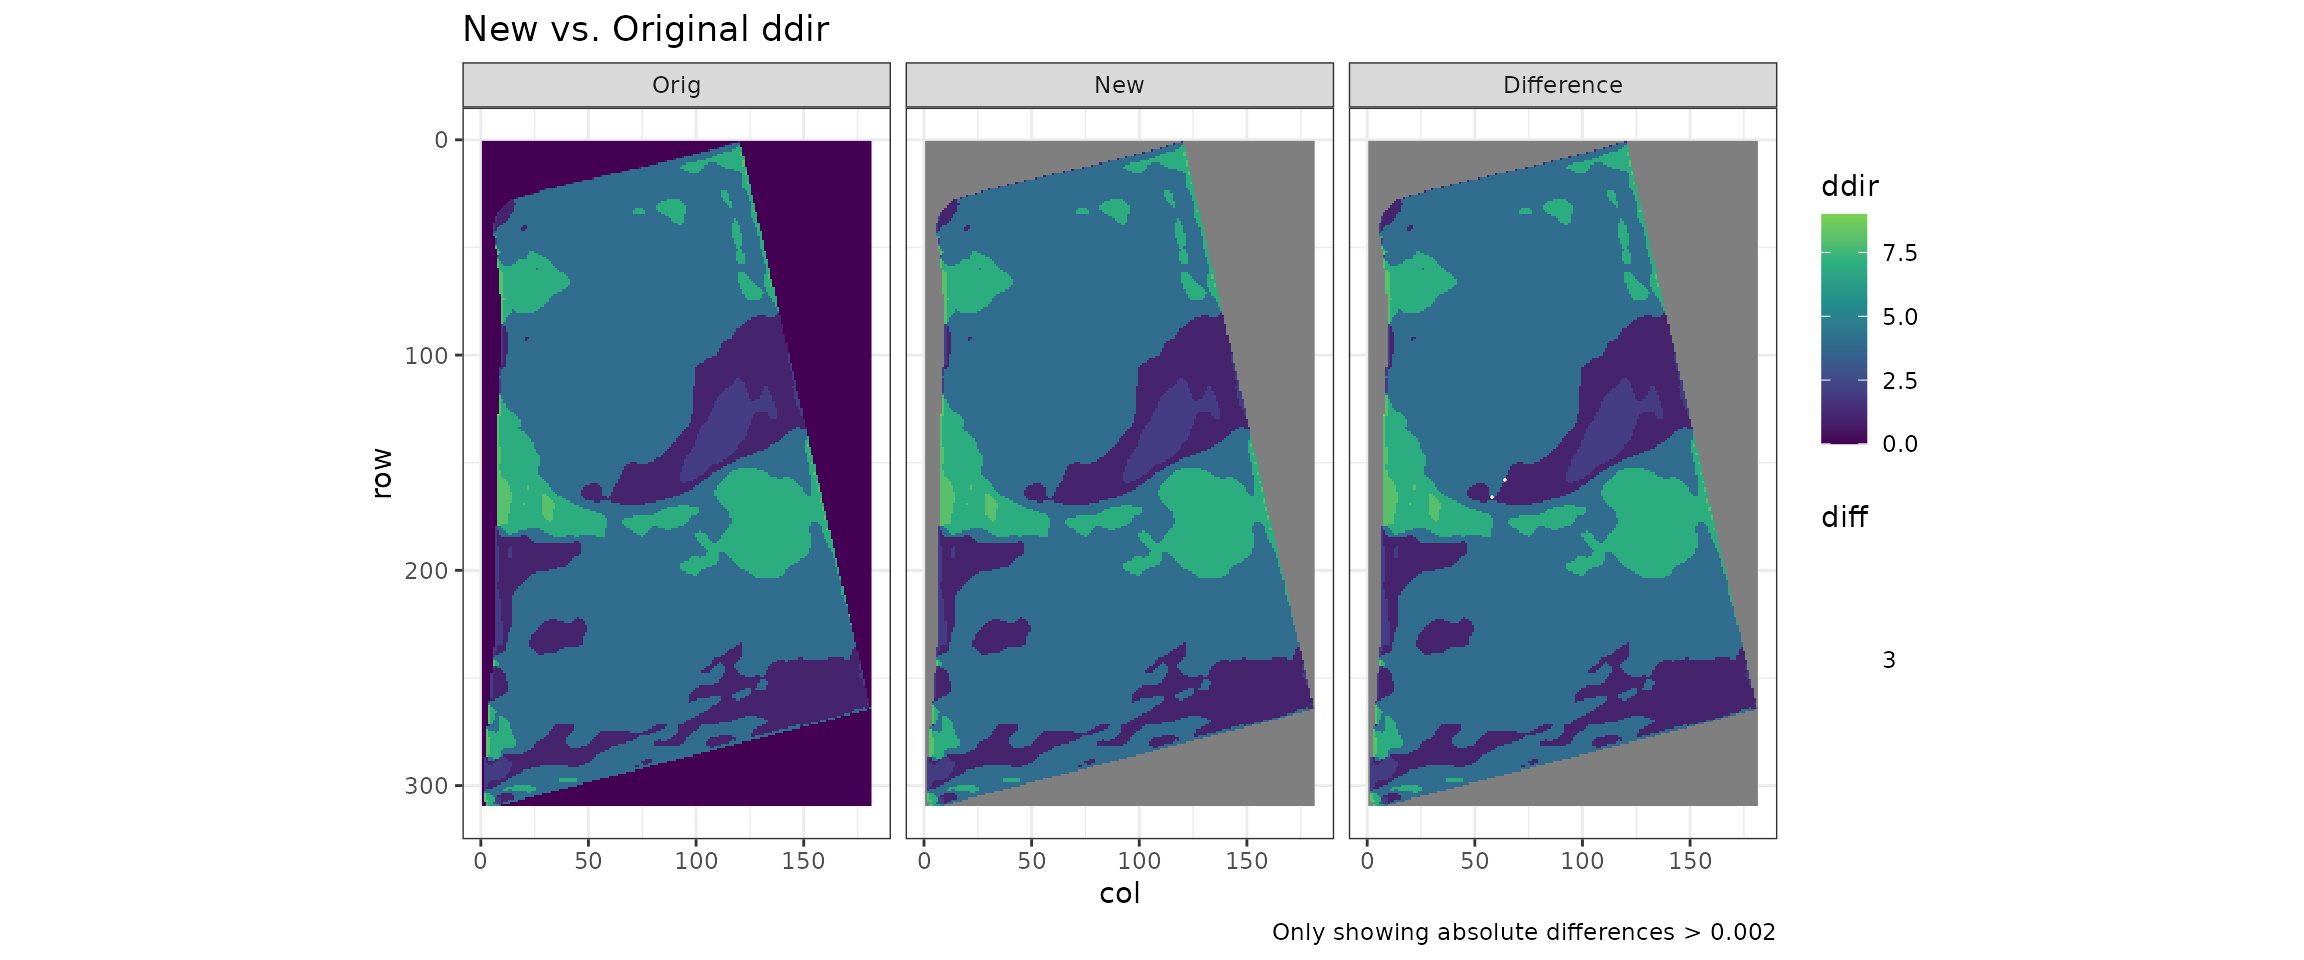 New vs. Original ddir
Orig
New
Difference
0
100
200
300
row
0
50
100
150
0
50
100
150
0
50
100
150
col
ddir
7.5
5.0
2.5
0.0
diff
3
Only showing absolute differences > 0.002